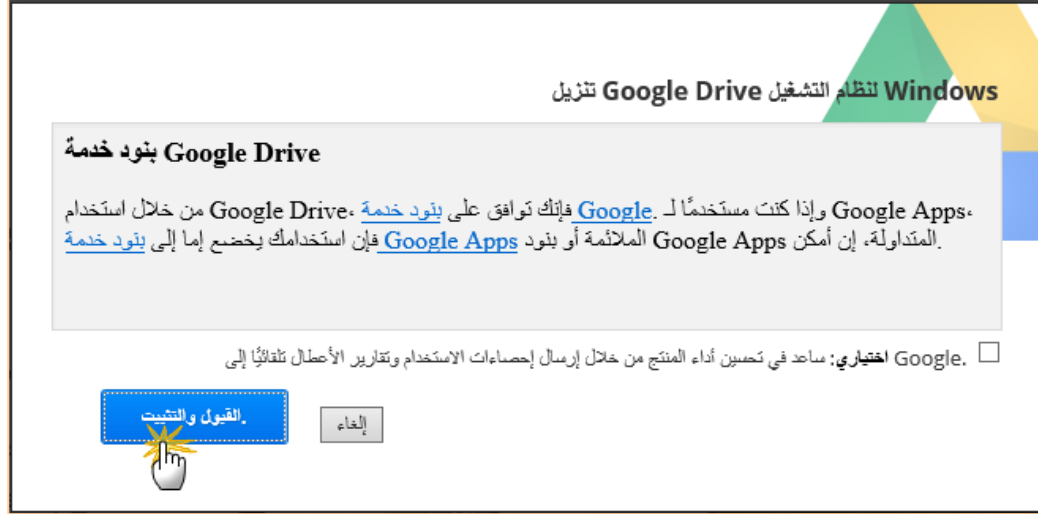 تنزيل Google Drive لنظام التشغيل Windows
بنود خدمة Google Drive
من خلال استخدام Google Drive، فإنك توافق على بنود خدمة Google. وإذا كنت مستخدمًا لـ Google Apps،
فإن استخدامك يخضع إما إلى بنود خدمة Google Apps الملائمة أو بنود Google Apps المتداولة، إن أمكن.
اختياري: ساعد في تحسين أداء المنتج من خلال إرسال إحصاءات الاستخدام وتقارير الأعطال تلقائيًا إلى Google.
القبول والتثبيت.
إلغاء